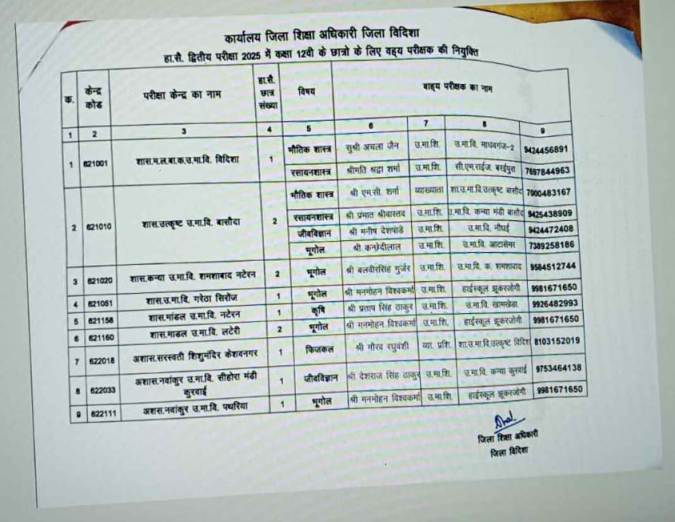 कार्यालय जिला शिक्षा अधिकारी जिला विदिशा
हा.सै. द्वितीय परीक्षा 2025 में कक्षा 12वी के छात्रो के लिए वह्य परीक्षक की नियुक्ति
क. केन्द्र कोड परीक्षा केन्द्र का नाम हा.सै. छात्र संख्या विषय वाह्य परीक्षक का नाम
1 2 3 4 5 6 7 8 9
1 621001 शास.म.ल.बा.क.उ.मा.वि. विदिशा 1 भौतिक शास्त्र सुश्री अचला जैन उ.मा.शि. उ.मा.वि. माधवगंज-2 9424456891
रसायनशास्त्र श्रीमति श्रद्वा शर्मा उ.मा.शि. सी.एम.राईज. बरईपुरा 7697844963
2 621010 शास.उत्कृष्ट उ.मा.वि. बासौदा 2 भौतिक शास्त्र श्री एम.सी. शर्मा व्याख्याता शा.उ.मा.वि.उत्कृष्ट बासौद 7000483167
रसायनशास्त्र श्री प्रभात श्रीवास्तव उ.मा.शि. उ.मा.वि. कन्या मंडी बासौद 9425438909
जीवविज्ञान श्री मनीष देशपांडे उ.मा.शि. उ.मा.वि. नौघई 9424472408
भूगोल श्री कन्छेदीलाल उ.मा.शि. उ.मा.वि. आटासेमर 7389258186
3 621020 शास.कन्या उ.मा.वि. शमशाबाद नटेरन 2 भूगोल श्री बलवीरसिंह गुर्जर उ.मा.शि. उ.मा.वि. क. शमशाबाद 9584512744
4 621061 शास.उ.मा.वि. गरेठा सिरोंज 1 भूगोल श्री मनमोहन विश्वकर्मा उ.मा.शि. हाईस्कूल झूकरजोगी 9981671650
5 621158 शास.मांडल उ.मा.वि. नटेरन 1 कृषि श्री प्रताप सिंह ठाकुर उ.मा.शि. उ.मा.वि. खामखेडा 9926482993
6 621160 शास.माडल उ.मा.वि. लटेरी 2 भूगोल श्री मनमोहन विश्वकर्मा उ.मा.शि. हाईस्कूल झूकरजोगी 9981671650
7 622018 अशास.सरस्वती शिशुमंदिर केशवनगर 1 फिजकल श्री गौरव रघुवंशी व्या. प्रशि. शा.उ.मा.वि.उत्कृष्ट विदिश 8103152019
8 622033 अशास.नवांकुर उ.मा.वि. सीहोरा मंडी कुरवाई 1 जीवविज्ञान श्री देशराज सिंह ठाकुर उ.मा.शि. उ.मा.वि. कन्या कुरवाई 9753464138
9 622111 अशस.नवांकुर उ.मा.वि. पथरिया 1 भूगोल श्री मनमोहन विश्वकर्मा उ.मा.शि. हाईस्कूल झूकरजोगी 9981671650
जिला शिक्षा अधिकारी
जिला विदिशा